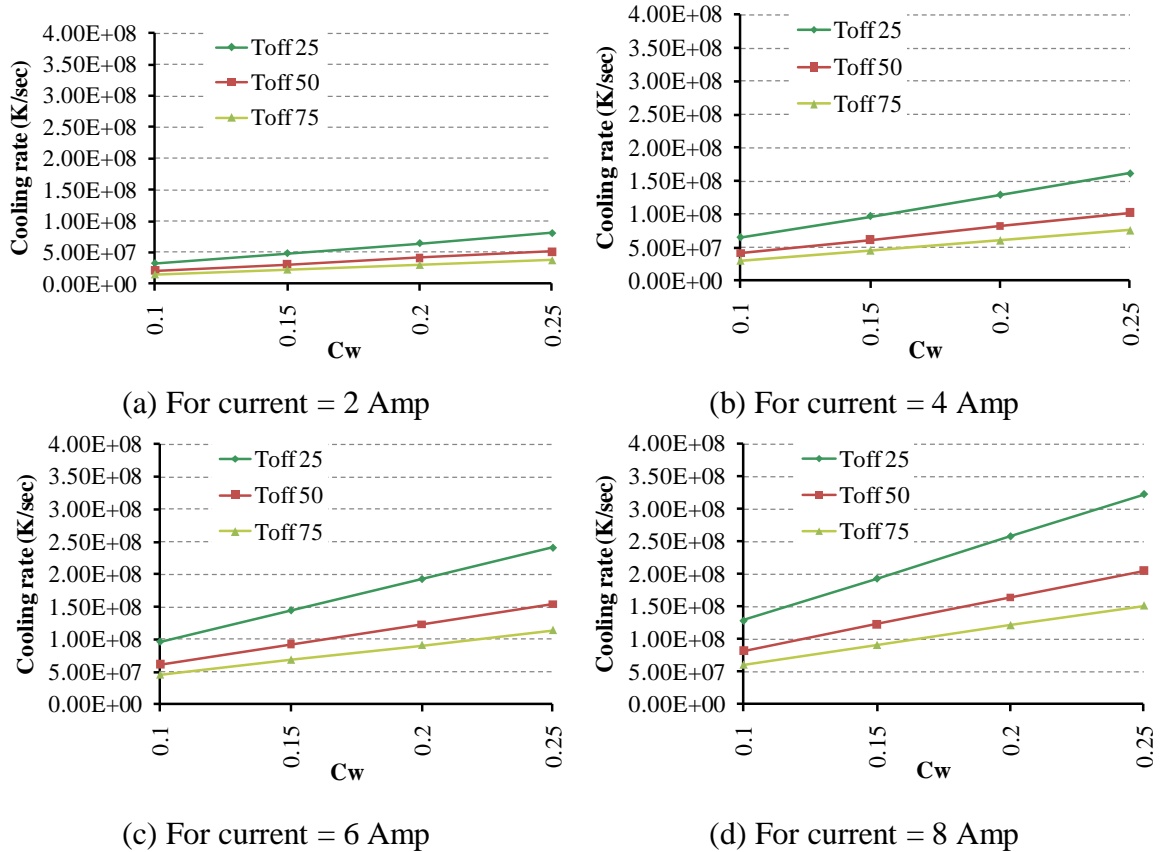 4.00E+08
3.50E+08
3.00E+08
2.50E+08
2.00E+08
1.50E+08
1.00E+08
5.00E+07
0.00E+00
Cooling rate (K/sec)
Toff 25
Toff 50
Toff 75
0.1
0.15
0.2
0.25
Cw
(a) For current = 2 Amp
4.00E+08
3.50E+08
3.00E+08
2.50E+08
2.00E+08
1.50E+08
1.00E+08
5.00E+07
0.00E+00
Cooling rate (K/sec)
Toff 25
Toff 50
Toff 75
0.1
0.15
0.2
0.25
Cw
(b) For current = 4 Amp
4.00E+08
3.50E+08
3.00E+08
2.50E+08
2.00E+08
1.50E+08
1.00E+08
5.00E+07
0.00E+00
Cooling rate (K/sec)
Toff 25
Toff 50
Toff 75
0.1
0.15
0.2
0.25
Cw
(c) For current = 6 Amp
4.00E+08
3.50E+08
3.00E+08
2.50E+08
2.00E+08
1.50E+08
1.00E+08
5.00E+07
0.00E+00
Cooling rate (K/sec)
Toff 25
Toff 50
Toff 75
0.1
0.15
0.2
0.25
Cw
(d) For current = 8 Amp